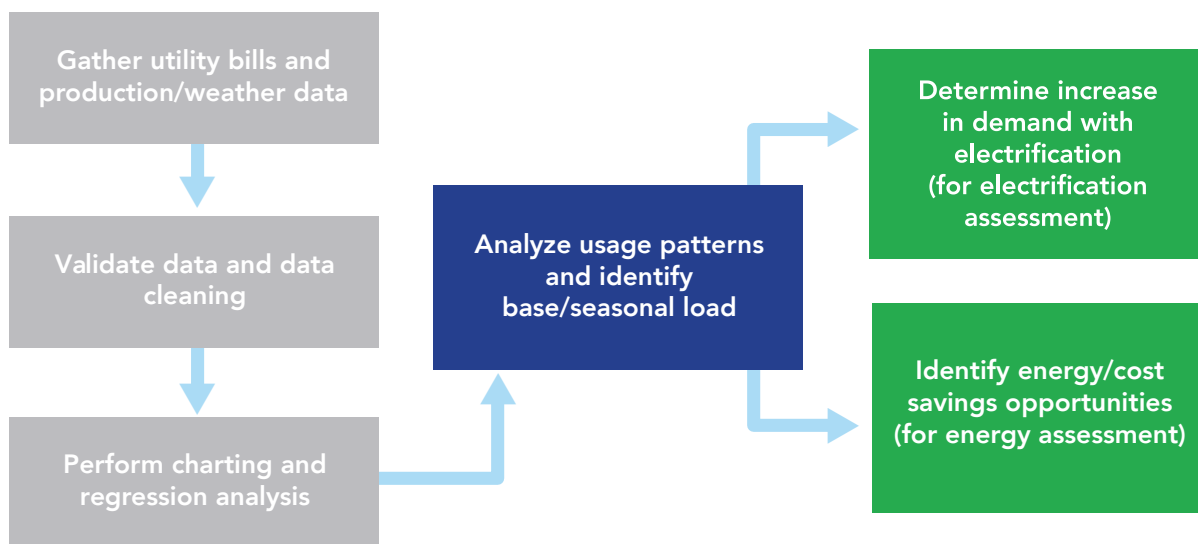 Gather utility bills and
production/weather data
Validate data and data
cleaning
Perform charting and
regression analysis
Analyze usage patterns
and identify
base/seasonal load
Determine increase
in demand with
electrification
(for electrification
assessment)
Identify energy/cost
savings opportunities
(for energy assessment)